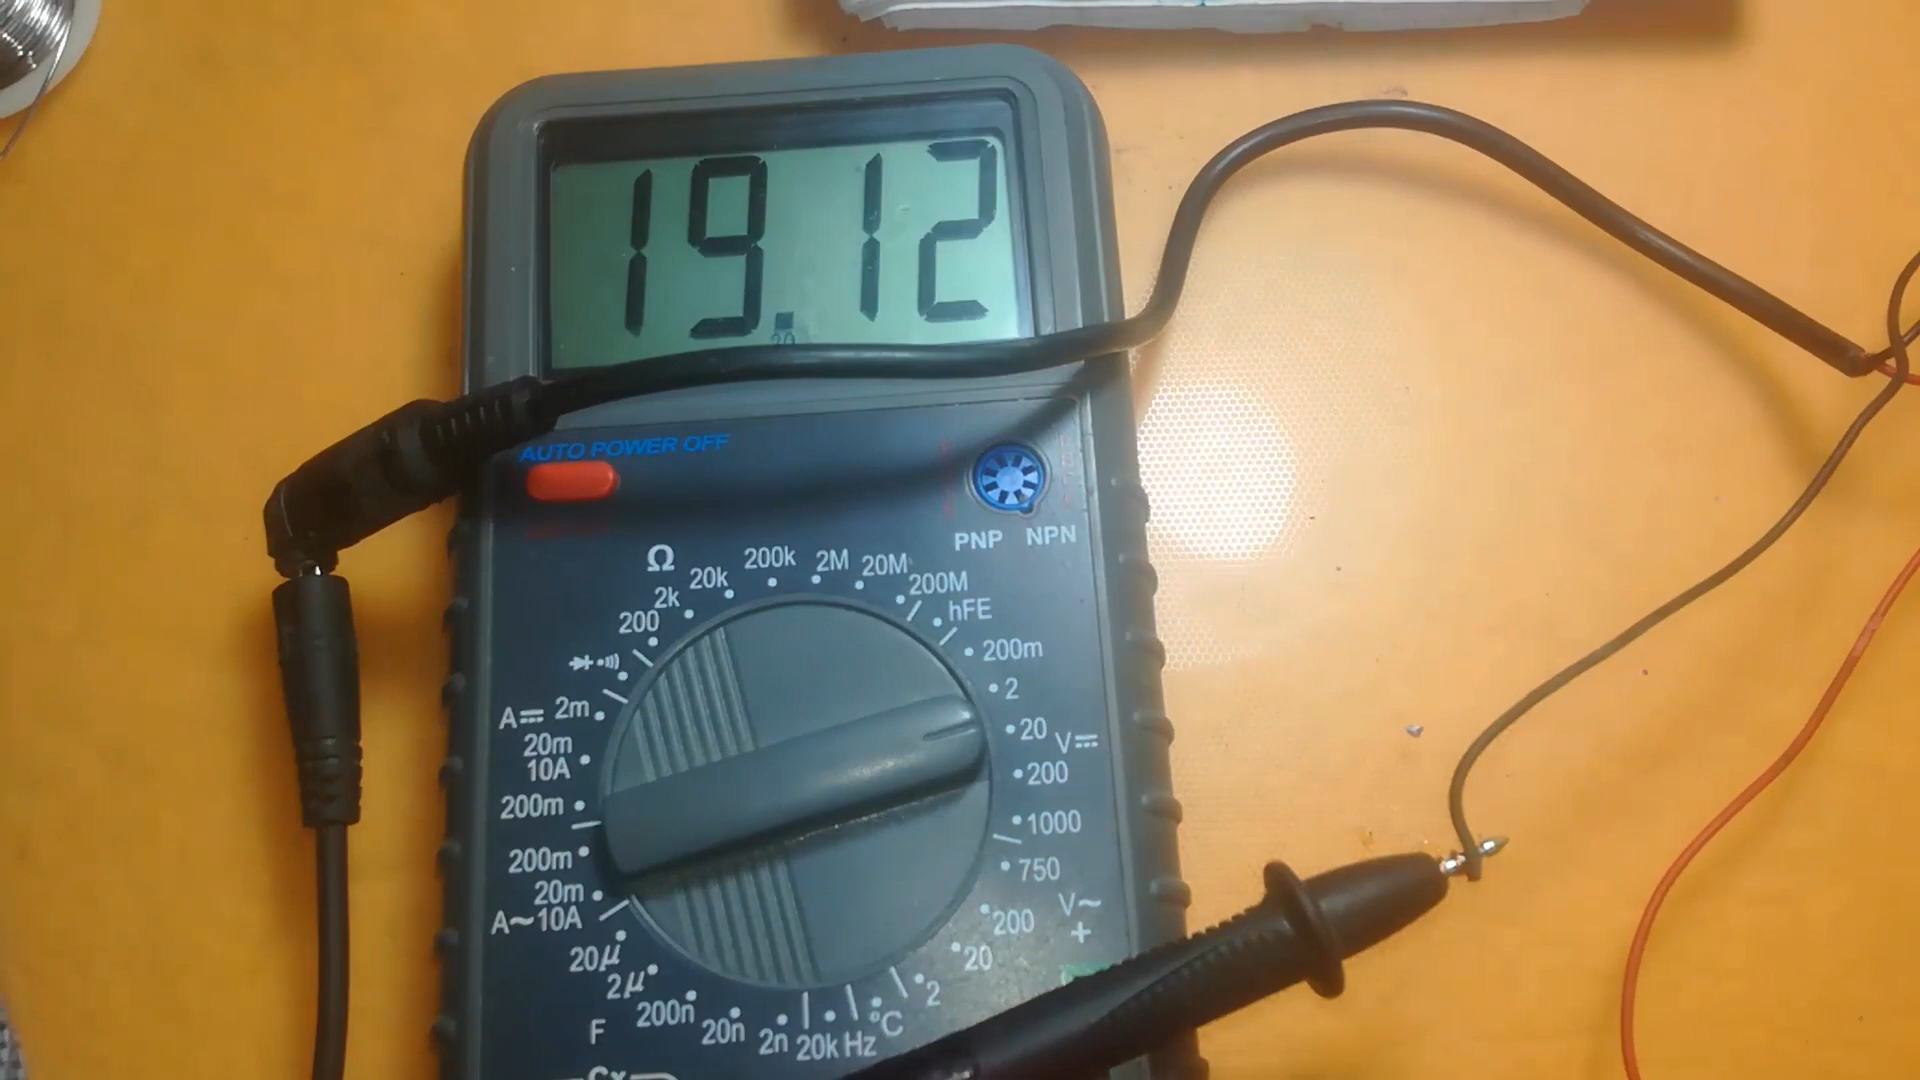 19.12
20
AUTO POWER OFF
PNP NPN
Ω
200
2k
20k
200k
2M
20M
200M
hFE
200m
2
20
V⎓
200
1000
750
V~
+
200
20
2
°C
20k Hz
2n
20n
200n
2µ
20µ
F
Cx
A~ 10A
20m
200m
200m
10A
20m
A⎓ 2m